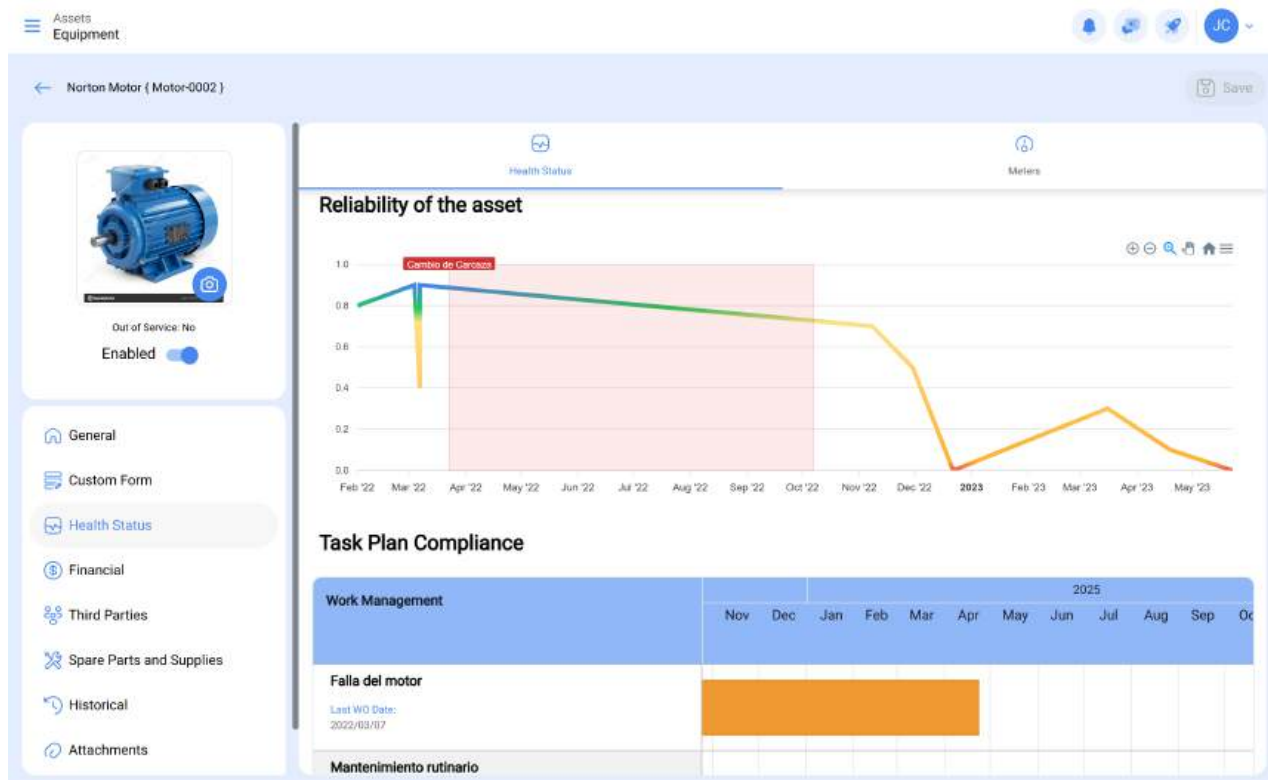 Assets
Equipment
JC
Norton Motor { Motor-0002 }
Save
Out of Service: No
Enabled
General
Custom Form
Health Status
Financial
Third Parties
Spare Parts and Supplies
Historical
Attachments
Health Status
Meters
Reliability of the asset
Cambio de Carcaza
1.0
0.8
0.6
0.4
0.2
0.0
Feb '22 Mar '22 Apr '22 May '22 Jun '22 Jul '22 Aug '22 Sep '22 Oct '22 Nov '22 Dec '22 2023 Feb '23 Mar '23 Apr '23 May '23
Task Plan Compliance
Work Management
2025
Nov Dec Jan Feb Mar Apr May Jun Jul Aug Sep Oc
Falla del motor
Last WO Date:
2022/03/07
Mantenimiento rutinario